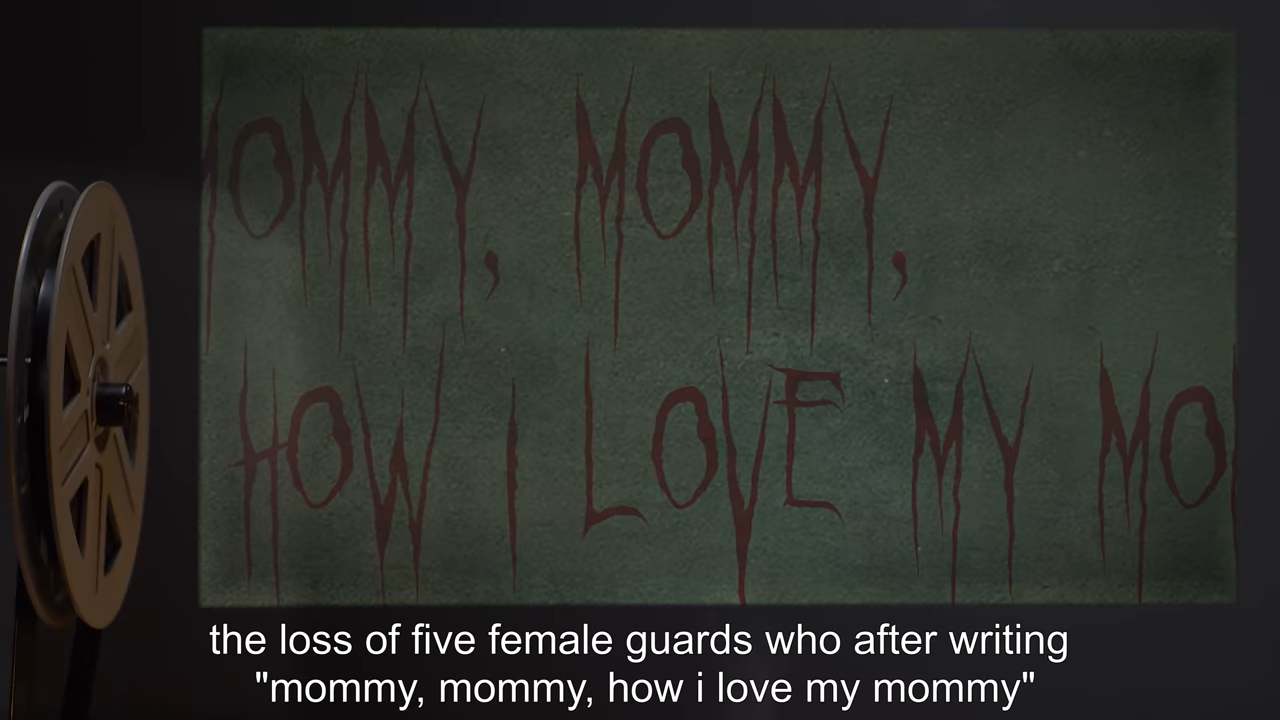 MOMMY, MOMMY,
HOW I LOVE MY MO
the loss of five female guards who after writing
"mommy, mommy, how i love my mommy"